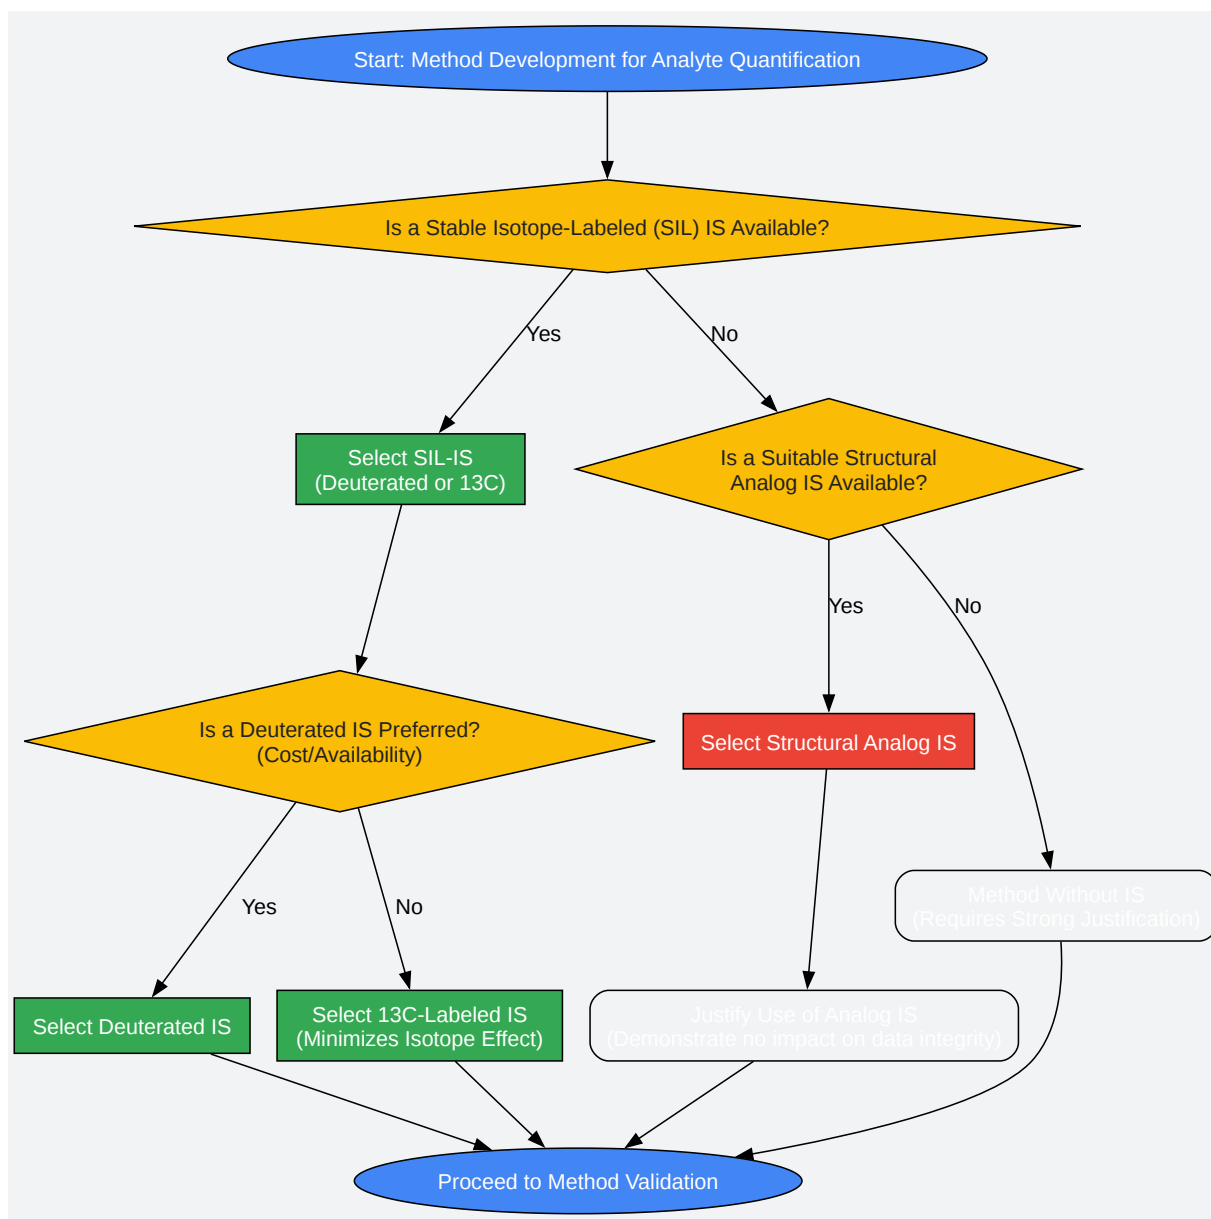 Start: Method Development for Analyte Quantification
Is a Stable Isotope-Labeled (SIL) IS Available?
Yes
No
Select SIL-IS
(Deuterated or 13C)
Is a Suitable Structural
Analog IS Available?
Yes
No
Is a Deuterated IS Preferred?
(Cost/Availability)
Select Structural Analog IS
Yes
No
Method Without IS
(Requires Strong Justification)
Select Deuterated IS
Select 13C-Labeled IS
(Minimizes Isotope Effect)
Justify Use of Analog IS
(Demonstrate no impact on data integrity)
Proceed to Method Validation